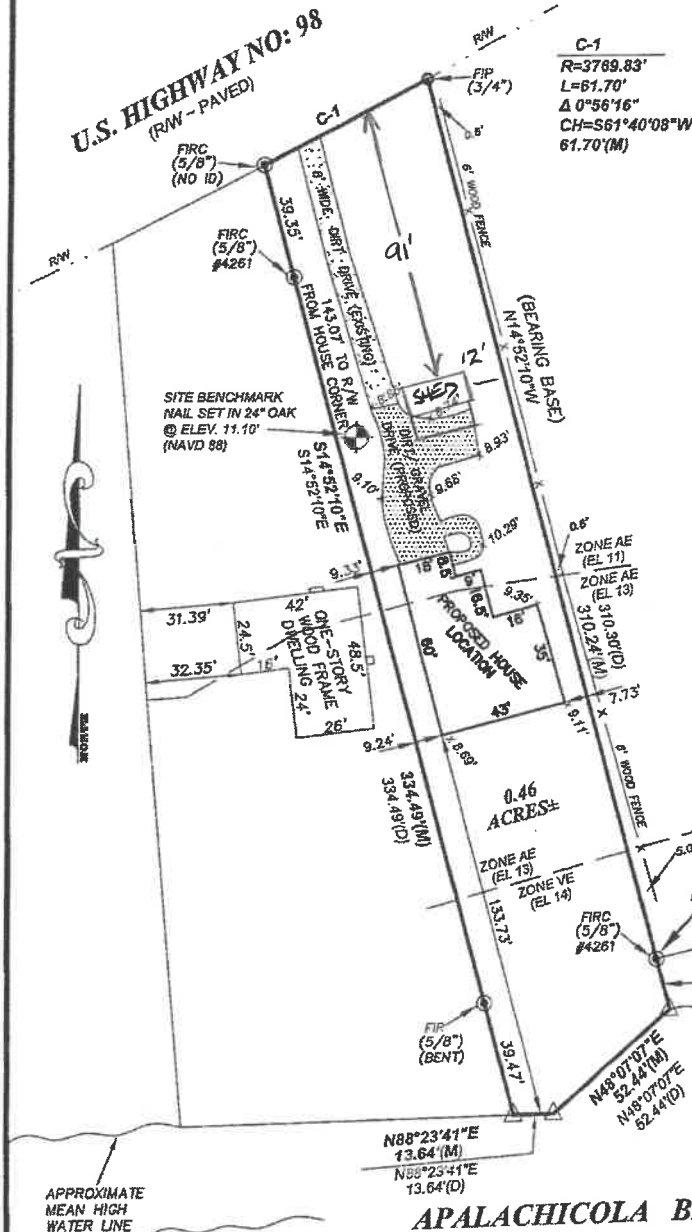 U.S. HIGHWAY NO: 98
(R/W - PAVED)
R/W
C-1
R=3769.83'
L=61.70'
Δ 0°56'16"
CH=S61°40'08"W
61.70'(M)
FIP
(3/4")
C-1
0.5'
FIRC
(5/8")
(NO ID)
39.35'
8' WIDE DIRT DRIVE (EXISTING)
6' WOOD FENCE
FIRC
(5/8")
#4261
R/W
91'
143.07' TO R/W
FROM HOUSE CORNER
(BEARING BASE)
N14°52'10"W
12'
SHED
SITE BENCHMARK
NAIL SET IN 24" OAK
@ ELEV. 11.10'
(NAVD 88)
S14°52'10"E
S14°52'10"E
DIRT/GRAVEL
DRIVE (PROPOSED)
8.93'
9.68'
9.10'
10.29'
0.6'
ZONE AE
(EL 11)
ZONE AE
(EL 13)
9.33'
18'
8.5'
9'
6.5'
9.35'
16'
PROPOSED HOUSE
LOCATION
310.30'(D)
310.24'(M)
31.39'
42'
24.5'
ONE-STORY
WOOD FRAME
DWELLING
48.5'
60'
35'
32.35'
16'
24'
26'
7.73'
43'
9.11'
9.24'
8.69'
6' WOOD FENCE
334.49'(M)
334.49'(D)
0.46
ACRES±
ZONE AE
(EL 13)
ZONE VE
(EL 14)
5.0
133.73'
FIRC
(5/8")
#4261
FIP
(5/8")
(BENT)
39.47'
N48°07'07"E
52.44'(M)
N48°07'07"E
52.44'(D)
N88°23'41"E
13.64'(M)
N88°23'41"E
13.64'(D)
APPROXIMATE
MEAN HIGH
WATER LINE
APALACHICOLA B